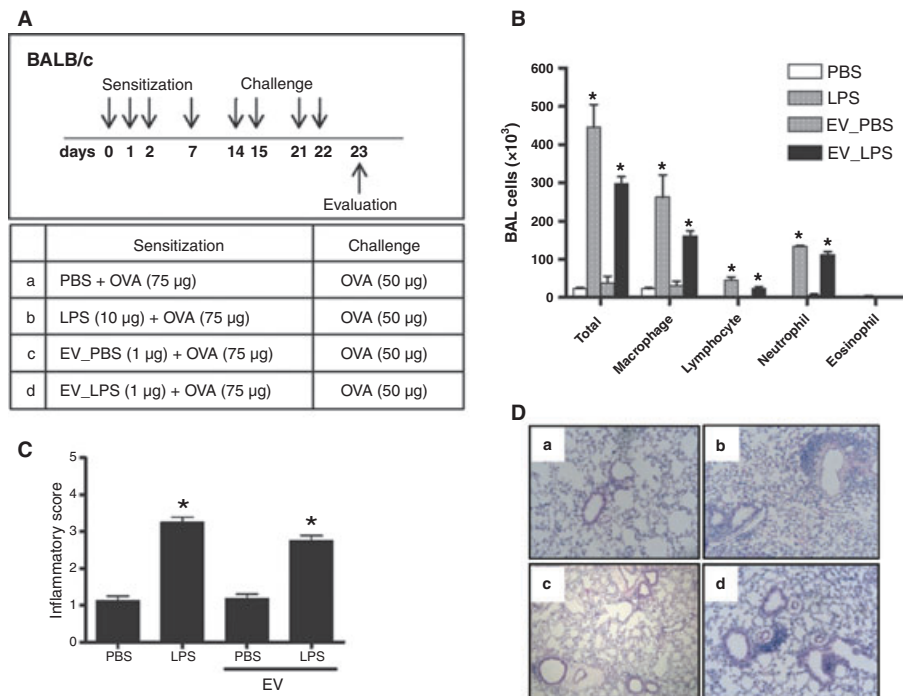 A
BALB/c
Sensitization Challenge
days 0 1 2 7 14 15 21 22 23
Evaluation
Sensitization Challenge
a PBS + OVA (75 µg) OVA (50 µg)
b LPS (10 µg) + OVA (75 µg) OVA (50 µg)
c EV_PBS (1 µg) + OVA (75 µg) OVA (50 µg)
d EV_LPS (1 µg) + OVA (75 µg) OVA (50 µg)
B
BAL cells (×10³)
600
500
400
300
200
100
0
* * * * * * * *
PBS
LPS
EV_PBS
EV_LPS
Total Macrophage Lymphocyte Neutrophil Eosinophil
C
Inflammatory score
5
4
3
2
1
0
* *
PBS LPS PBS LPS
EV
D
a b
c d